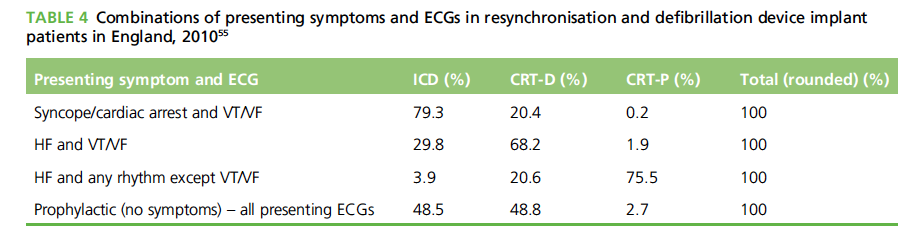 TABLE 4 Combinations of presenting symptoms and ECGs in resynchronisation and defibrillation device implant
patients in England, 2010⁵⁵
Presenting symptom and ECG ICD (%) CRT-D (%) CRT-P (%) Total (rounded) (%)
Syncope/cardiac arrest and VT/VF 79.3 20.4 0.2 100
HF and VT/VF 29.8 68.2 1.9 100
HF and any rhythm except VT/VF 3.9 20.6 75.5 100
Prophylactic (no symptoms) – all presenting ECGs 48.5 48.8 2.7 100